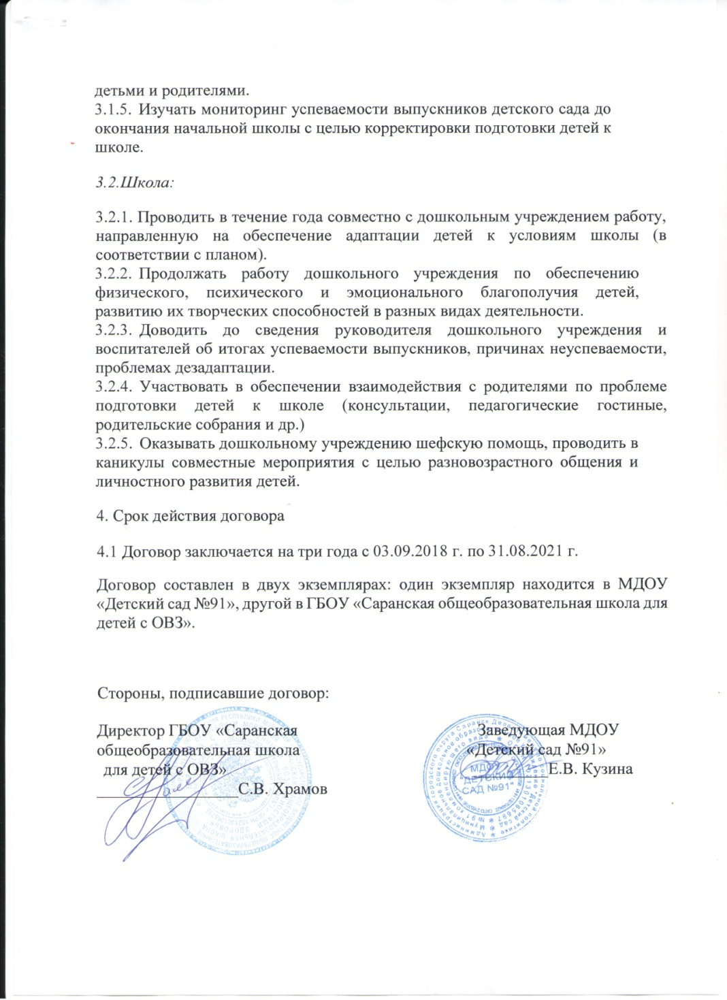 детьми и родителями.
3.1.5. Изучать мониторинг успеваемости выпускников детского сада до
окончания начальной школы с целью корректировки подготовки детей к
школе.
3.2.Школа:
3.2.1. Проводить в течение года совместно с дошкольным учреждением работу,
направленную на обеспечение адаптации детей к условиям школы (в
соответствии с планом).
3.2.2. Продолжать работу дошкольного учреждения по обеспечению
физического, психического и эмоционального благополучия детей,
развитию их творческих способностей в разных видах деятельности.
3.2.3. Доводить до сведения руководителя дошкольного учреждения и
воспитателей об итогах успеваемости выпускников, причинах неуспеваемости,
проблемах дезадаптации.
3.2.4. Участвовать в обеспечении взаимодействия с родителями по проблеме
подготовки детей к школе (консультации, педагогические гостиные,
родительские собрания и др.)
3.2.5. Оказывать дошкольному учреждению шефскую помощь, проводить в
каникулы совместные мероприятия с целью разновозрастного общения и
личностного развития детей.
4. Срок действия договора
4.1 Договор заключается на три года с 03.09.2018 г. по 31.08.2021 г.
Договор составлен в двух экземплярах: один экземпляр находится в МДОУ
«Детский сад №91», другой в ГБОУ «Саранская общеобразовательная школа для
детей с ОВЗ».
Стороны, подписавшие договор:
Директор ГБОУ «Саранская
общеобразовательная школа
для детей с ОВЗ»
_________________С.В. Храмов
Заведующая МДОУ
«Детский сад №91»
__________Е.В. Кузина
МДОУ
"ДЕТСКИЙ
САД №91"